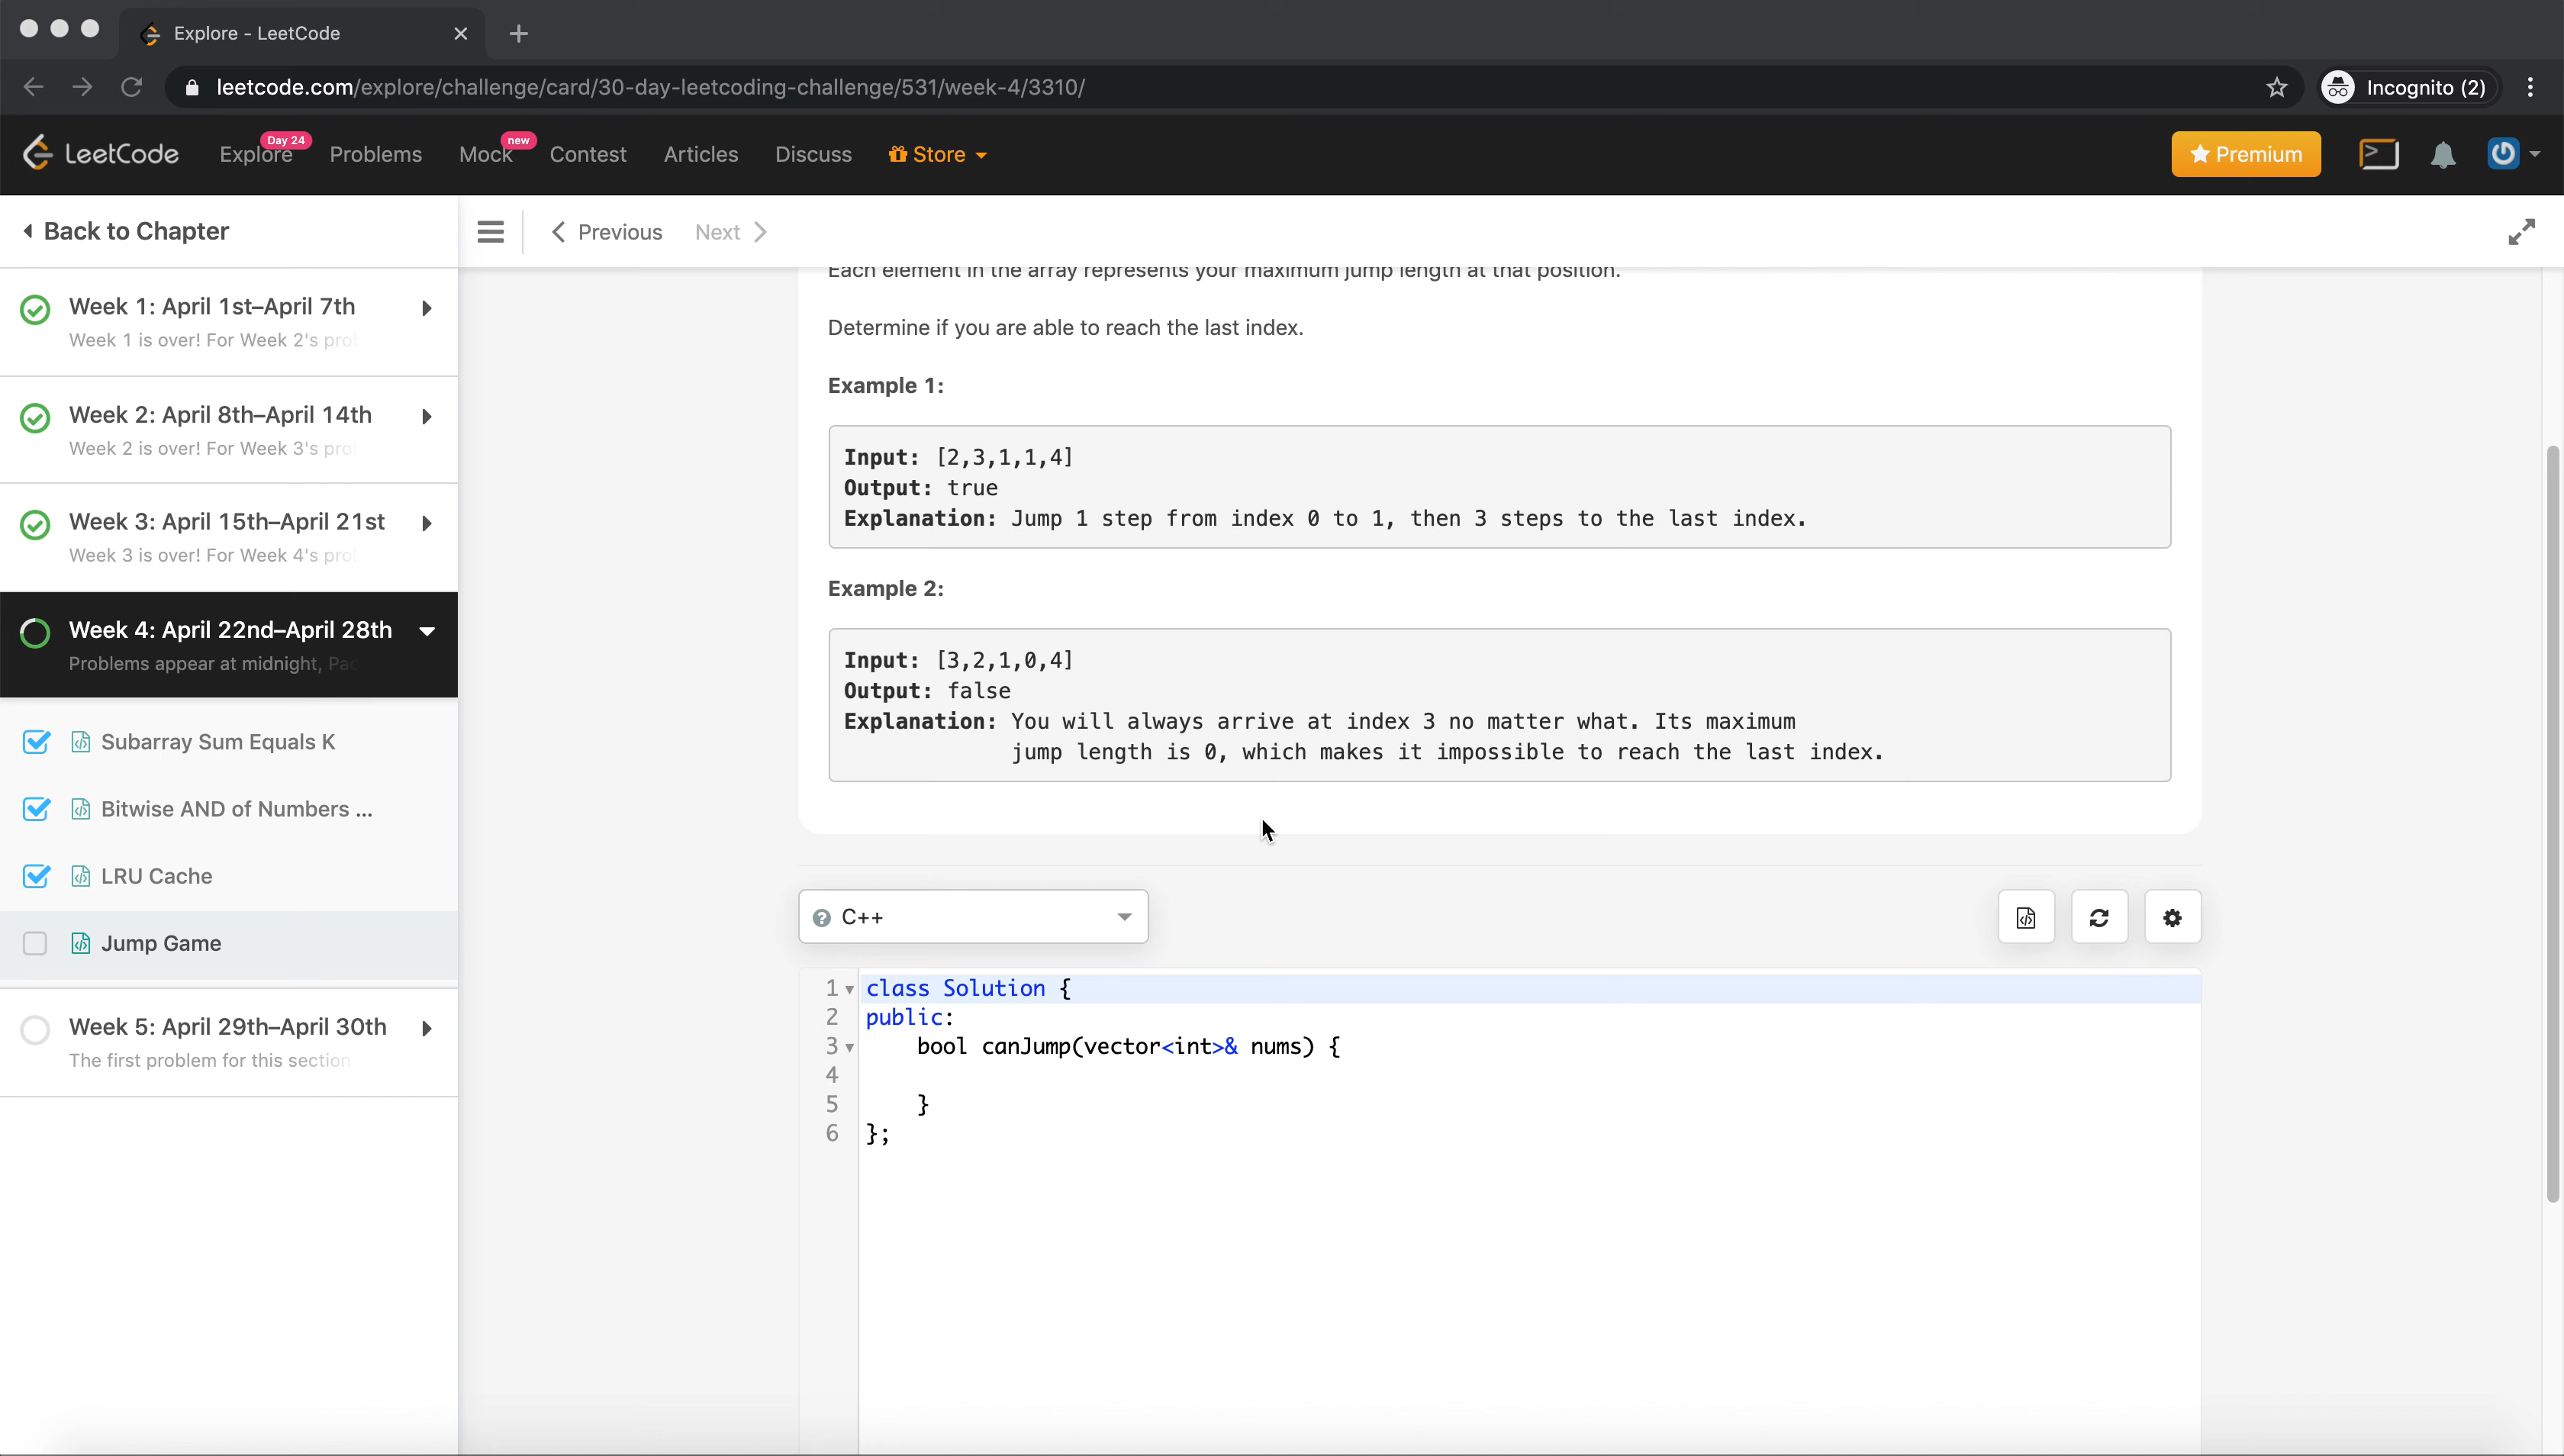 Explore - LeetCode
leetcode.com/explore/challenge/card/30-day-leetcoding-challenge/531/week-4/3310/
Incognito (2)
LeetCode
Explore
Day 24
Problems
Mock
new
Contest
Articles
Discuss
Store
Premium
Back to Chapter
Previous
Next
Week 1: April 1st–April 7th
Week 1 is over! For Week 2's pro
Week 2: April 8th–April 14th
Week 2 is over! For Week 3's pro
Week 3: April 15th–April 21st
Week 3 is over! For Week 4's pro
Week 4: April 22nd–April 28th
Problems appear at midnight, Pac
Subarray Sum Equals K
Bitwise AND of Numbers ...
LRU Cache
Jump Game
Week 5: April 29th–April 30th
The first problem for this section
Each element in the array represents your maximum jump length at that position.
Determine if you are able to reach the last index.
Example 1:
Input: [2,3,1,1,4]
Output: true
Explanation: Jump 1 step from index 0 to 1, then 3 steps to the last index.
Example 2:
Input: [3,2,1,0,4]
Output: false
Explanation: You will always arrive at index 3 no matter what. Its maximum
jump length is 0, which makes it impossible to reach the last index.
C++
1 class Solution {
2 public:
3     bool canJump(vector<int>& nums) {
4
5     }
6 };